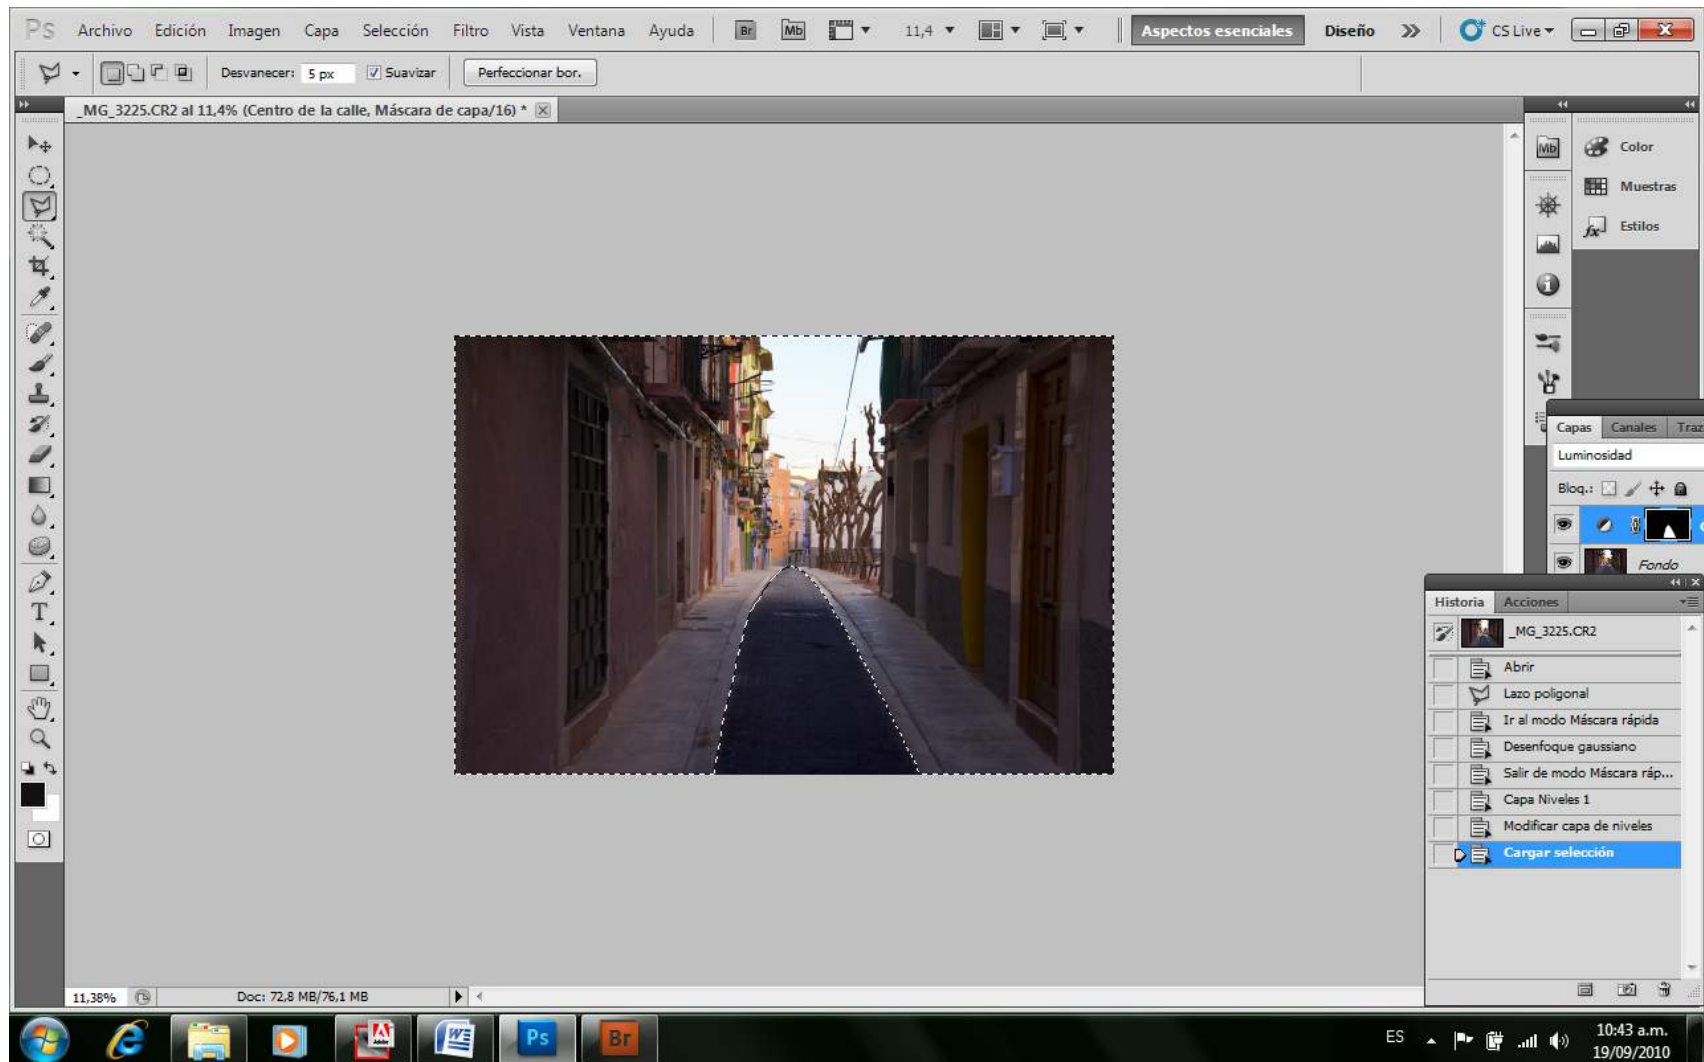 Ps Archivo Edición Imagen Capa Selección Filtro Vista Ventana Ayuda Br Mb 11,4 Aspectos esenciales Diseño CS Live
Desvanecer: 5 px Suavizar Perfeccionar bor.
_MG_3225.CR2 al 11,4% (Centro de la calle, Máscara de capa/16) *
Mb Color
Muestras
Estilos
Capas Canales Traz
Luminosidad
Bloq.:
Fondo
Historia Acciones
_MG_3225.CR2
Abrir
Lazo poligonal
Ir al modo Máscara rápida
Desenfoque gaussiano
Salir de modo Máscara ráp...
Capa Niveles 1
Modificar capa de niveles
Cargar selección
11,38% Doc: 72,8 MB/76,1 MB
Ps Br ES 10:43 a.m.
19/09/2010